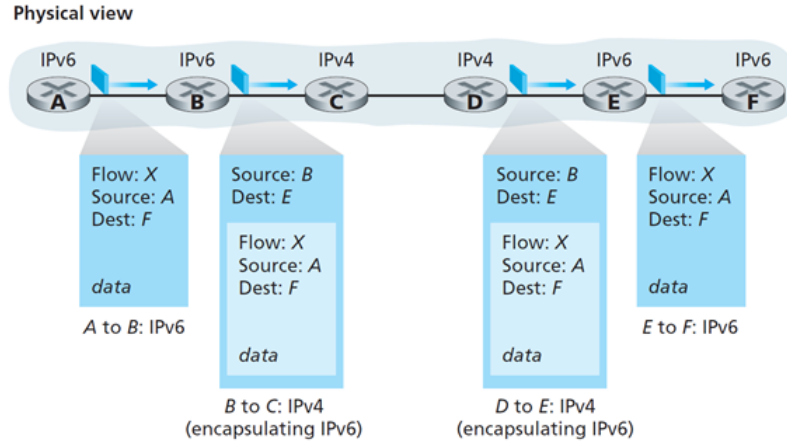 Physical view
IPv6
IPv6
IPv4
IPv4
IPv6
IPv6
A
B
C
D
E
F
Flow: X
Source: A
Dest: F
data
A to B: IPv6
Source: B
Dest: E
Flow: X
Source: A
Dest: F
data
B to C: IPv4
(encapsulating IPv6)
Source: B
Dest: E
Flow: X
Source: A
Dest: F
data
D to E: IPv4
(encapsulating IPv6)
Flow: X
Source: A
Dest: F
data
E to F: IPv6